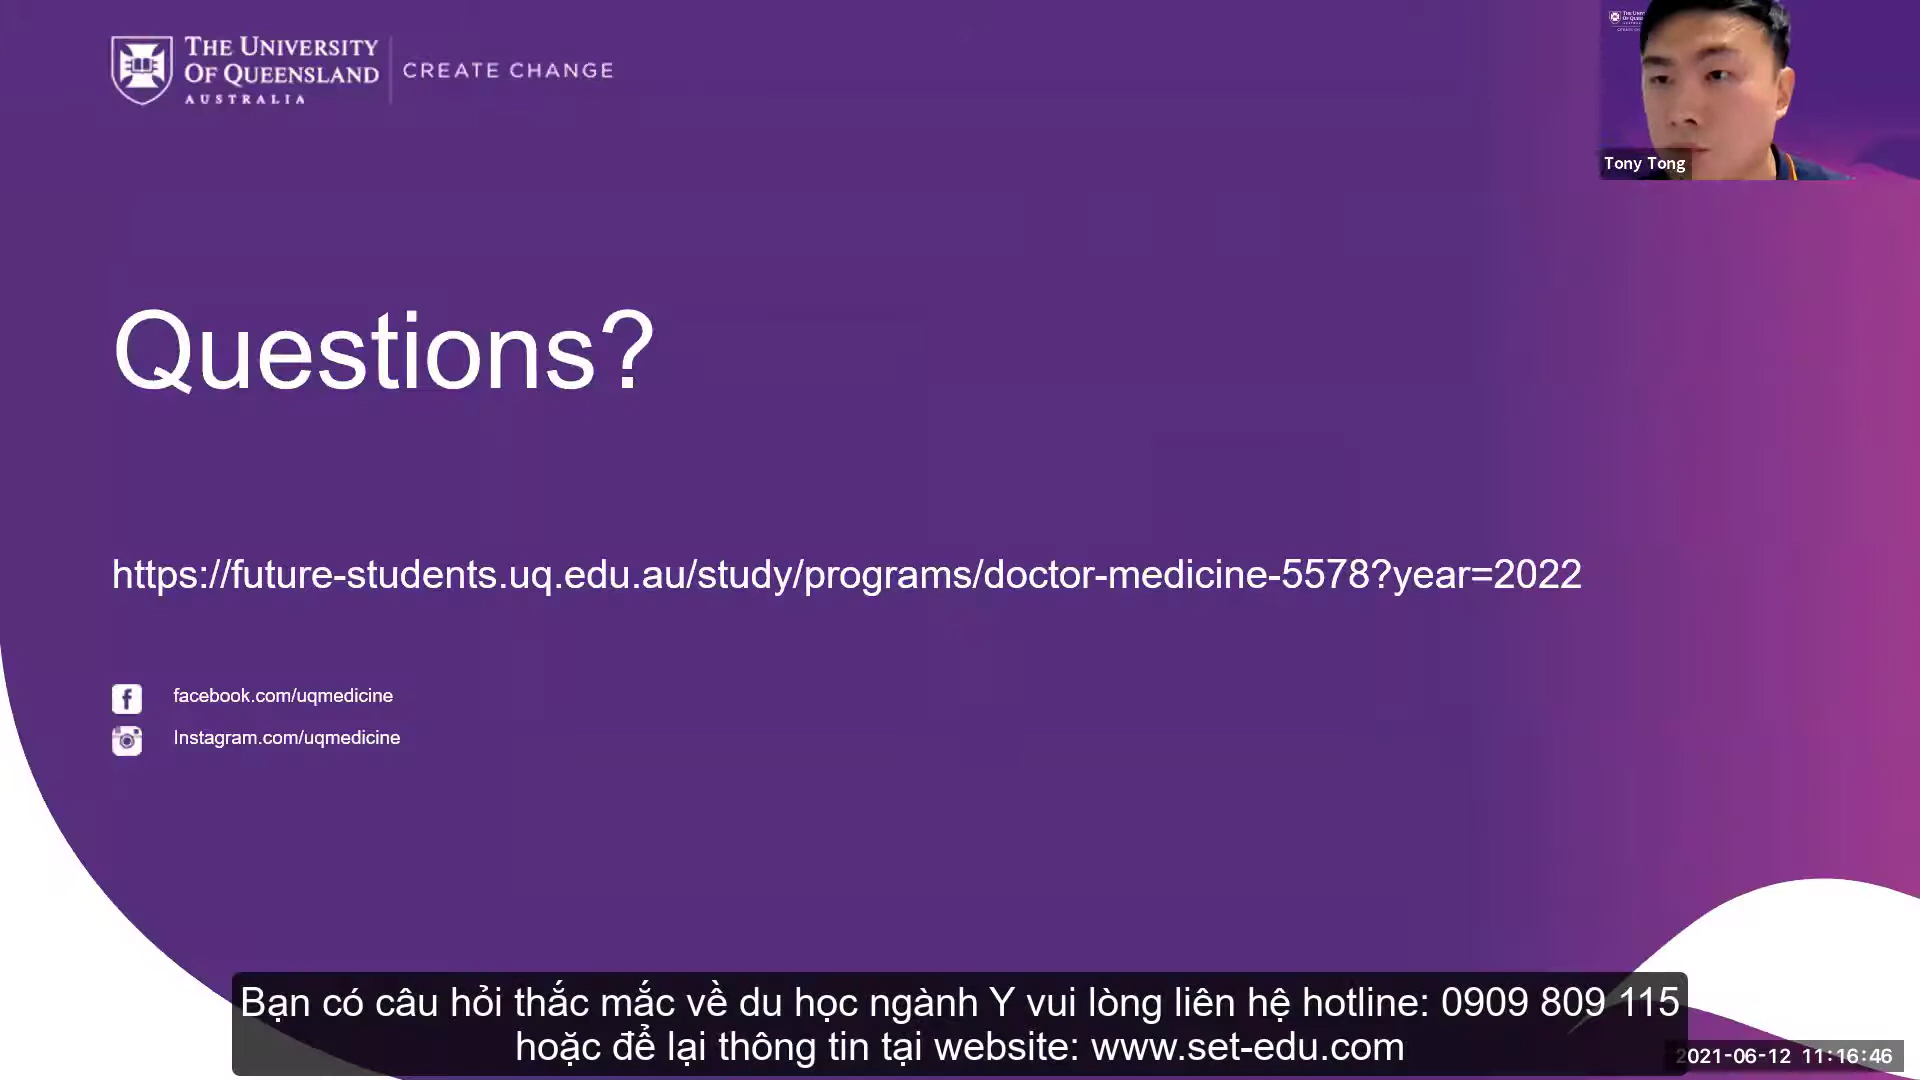 THE UNIVERSITY
OF QUEENSLAND
AUSTRALIA
CREATE CHANGE
Tony Tong
Questions?
https://future-students.uq.edu.au/study/programs/doctor-medicine-5578?year=2022
facebook.com/uqmedicine
Instagram.com/uqmedicine
Bạn có câu hỏi thắc mắc về du học ngành Y vui lòng liên hệ hotline: 0909 809 115
hoặc để lại thông tin tại website: www.set-edu.com
2021-06-12 11:16:46